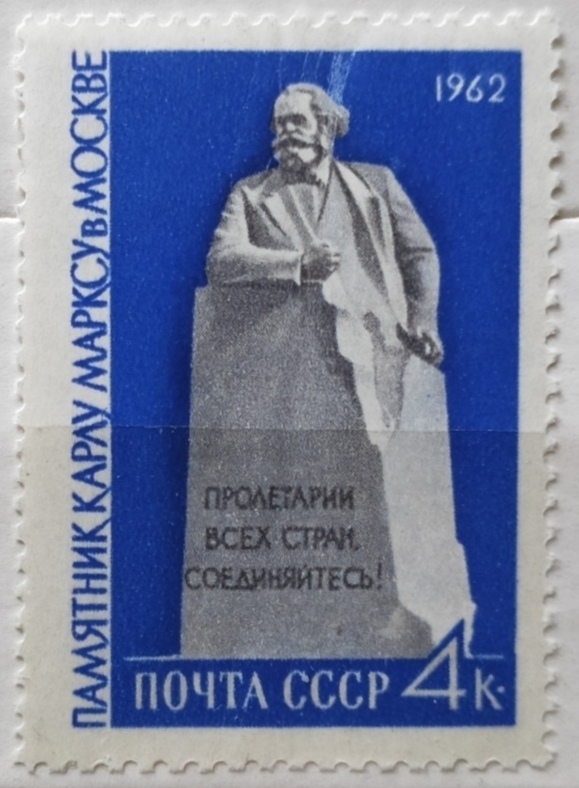 ПАМЯТНИК КАРЛУ МАРКСУ в МОСКВЕ
1962
ПРОЛЕТАРИИ
ВСЕХ СТРАН,
СОЕДИНЯЙТЕСЬ!
ПОЧТА СССР 4 к.